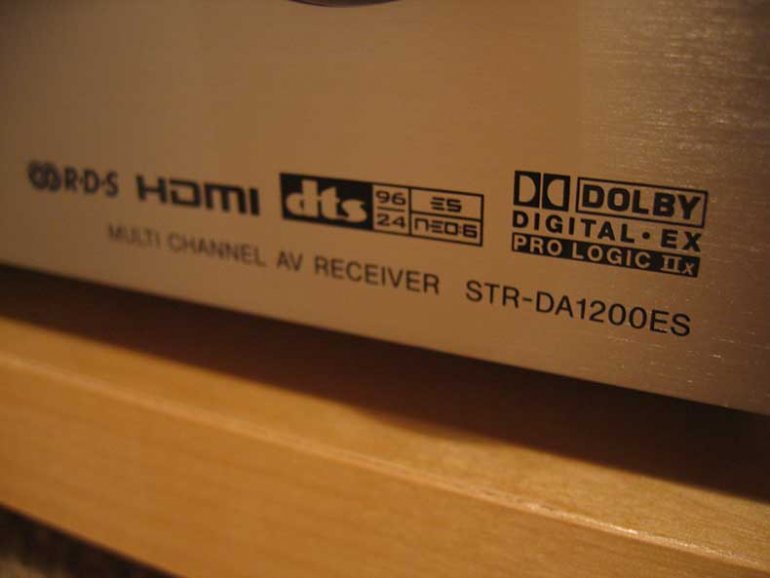 R·D·S HDMI dts 96 24 ES NEO:6
DOLBY
DIGITAL·EX
PRO LOGIC IIx
MULTI CHANNEL AV RECEIVER STR-DA1200ES